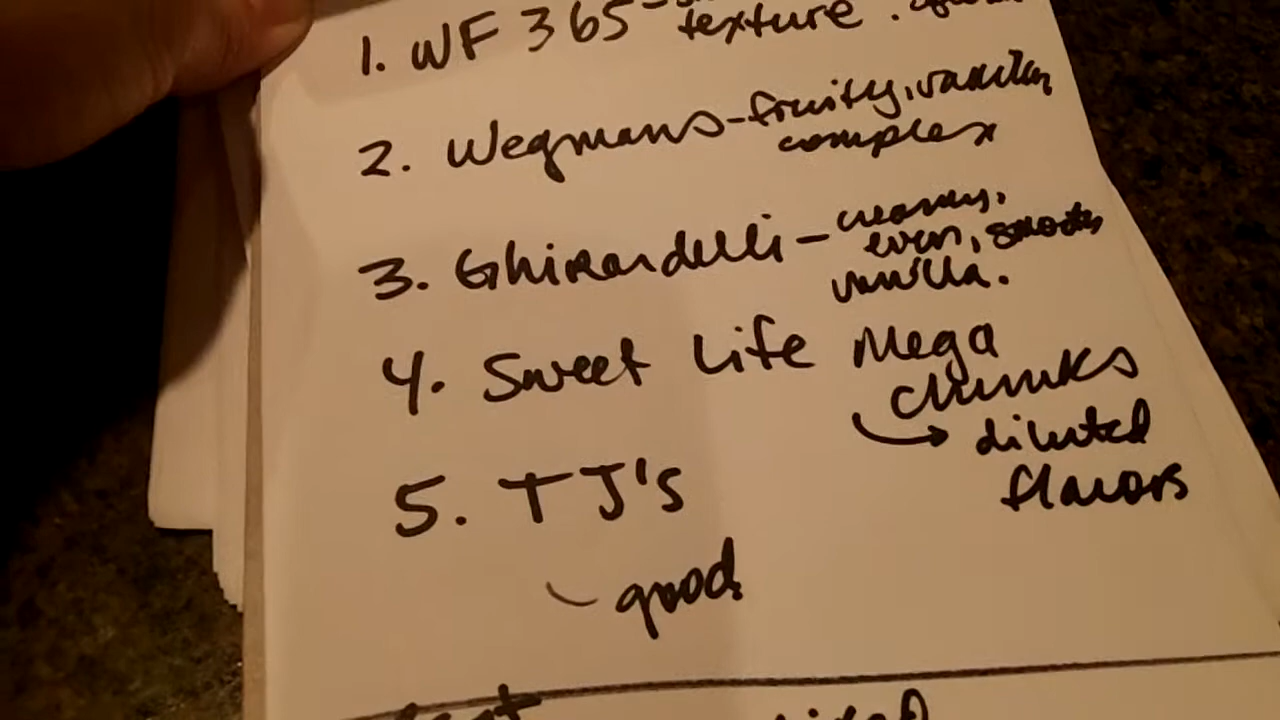 1. WF 365 -
texture.
2. Wegmans - fruity, vanilla,
complex
3. Ghirardelli - creamy,
even, smooth
vanilla.
4. Sweet Life Mega
Chunks
diluted
flavors
5. TJ's
- good